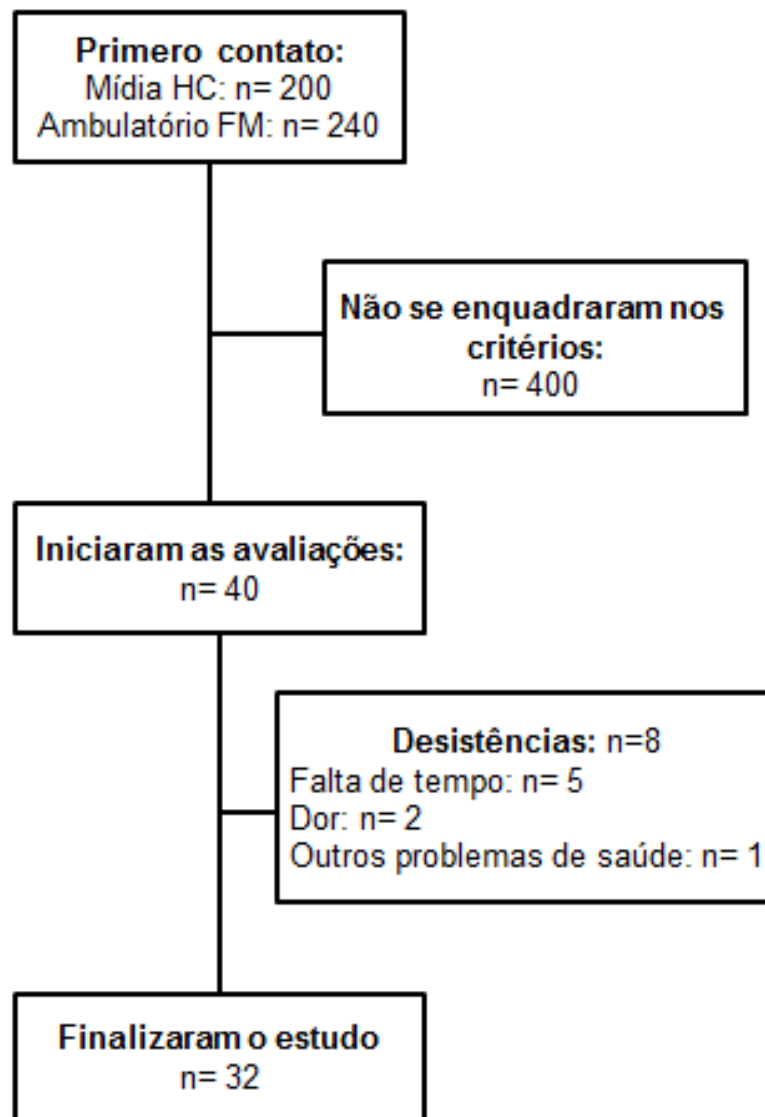 Primero contato:
Mídia HC: n= 200
Ambulatório FM: n= 240
Não se enquadraram nos
critérios:
n= 400
Iniciaram as avaliações:
n= 40
Desistências: n=8
Falta de tempo: n= 5
Dor: n= 2
Outros problemas de saúde: n= 1
Finalizaram o estudo
n= 32